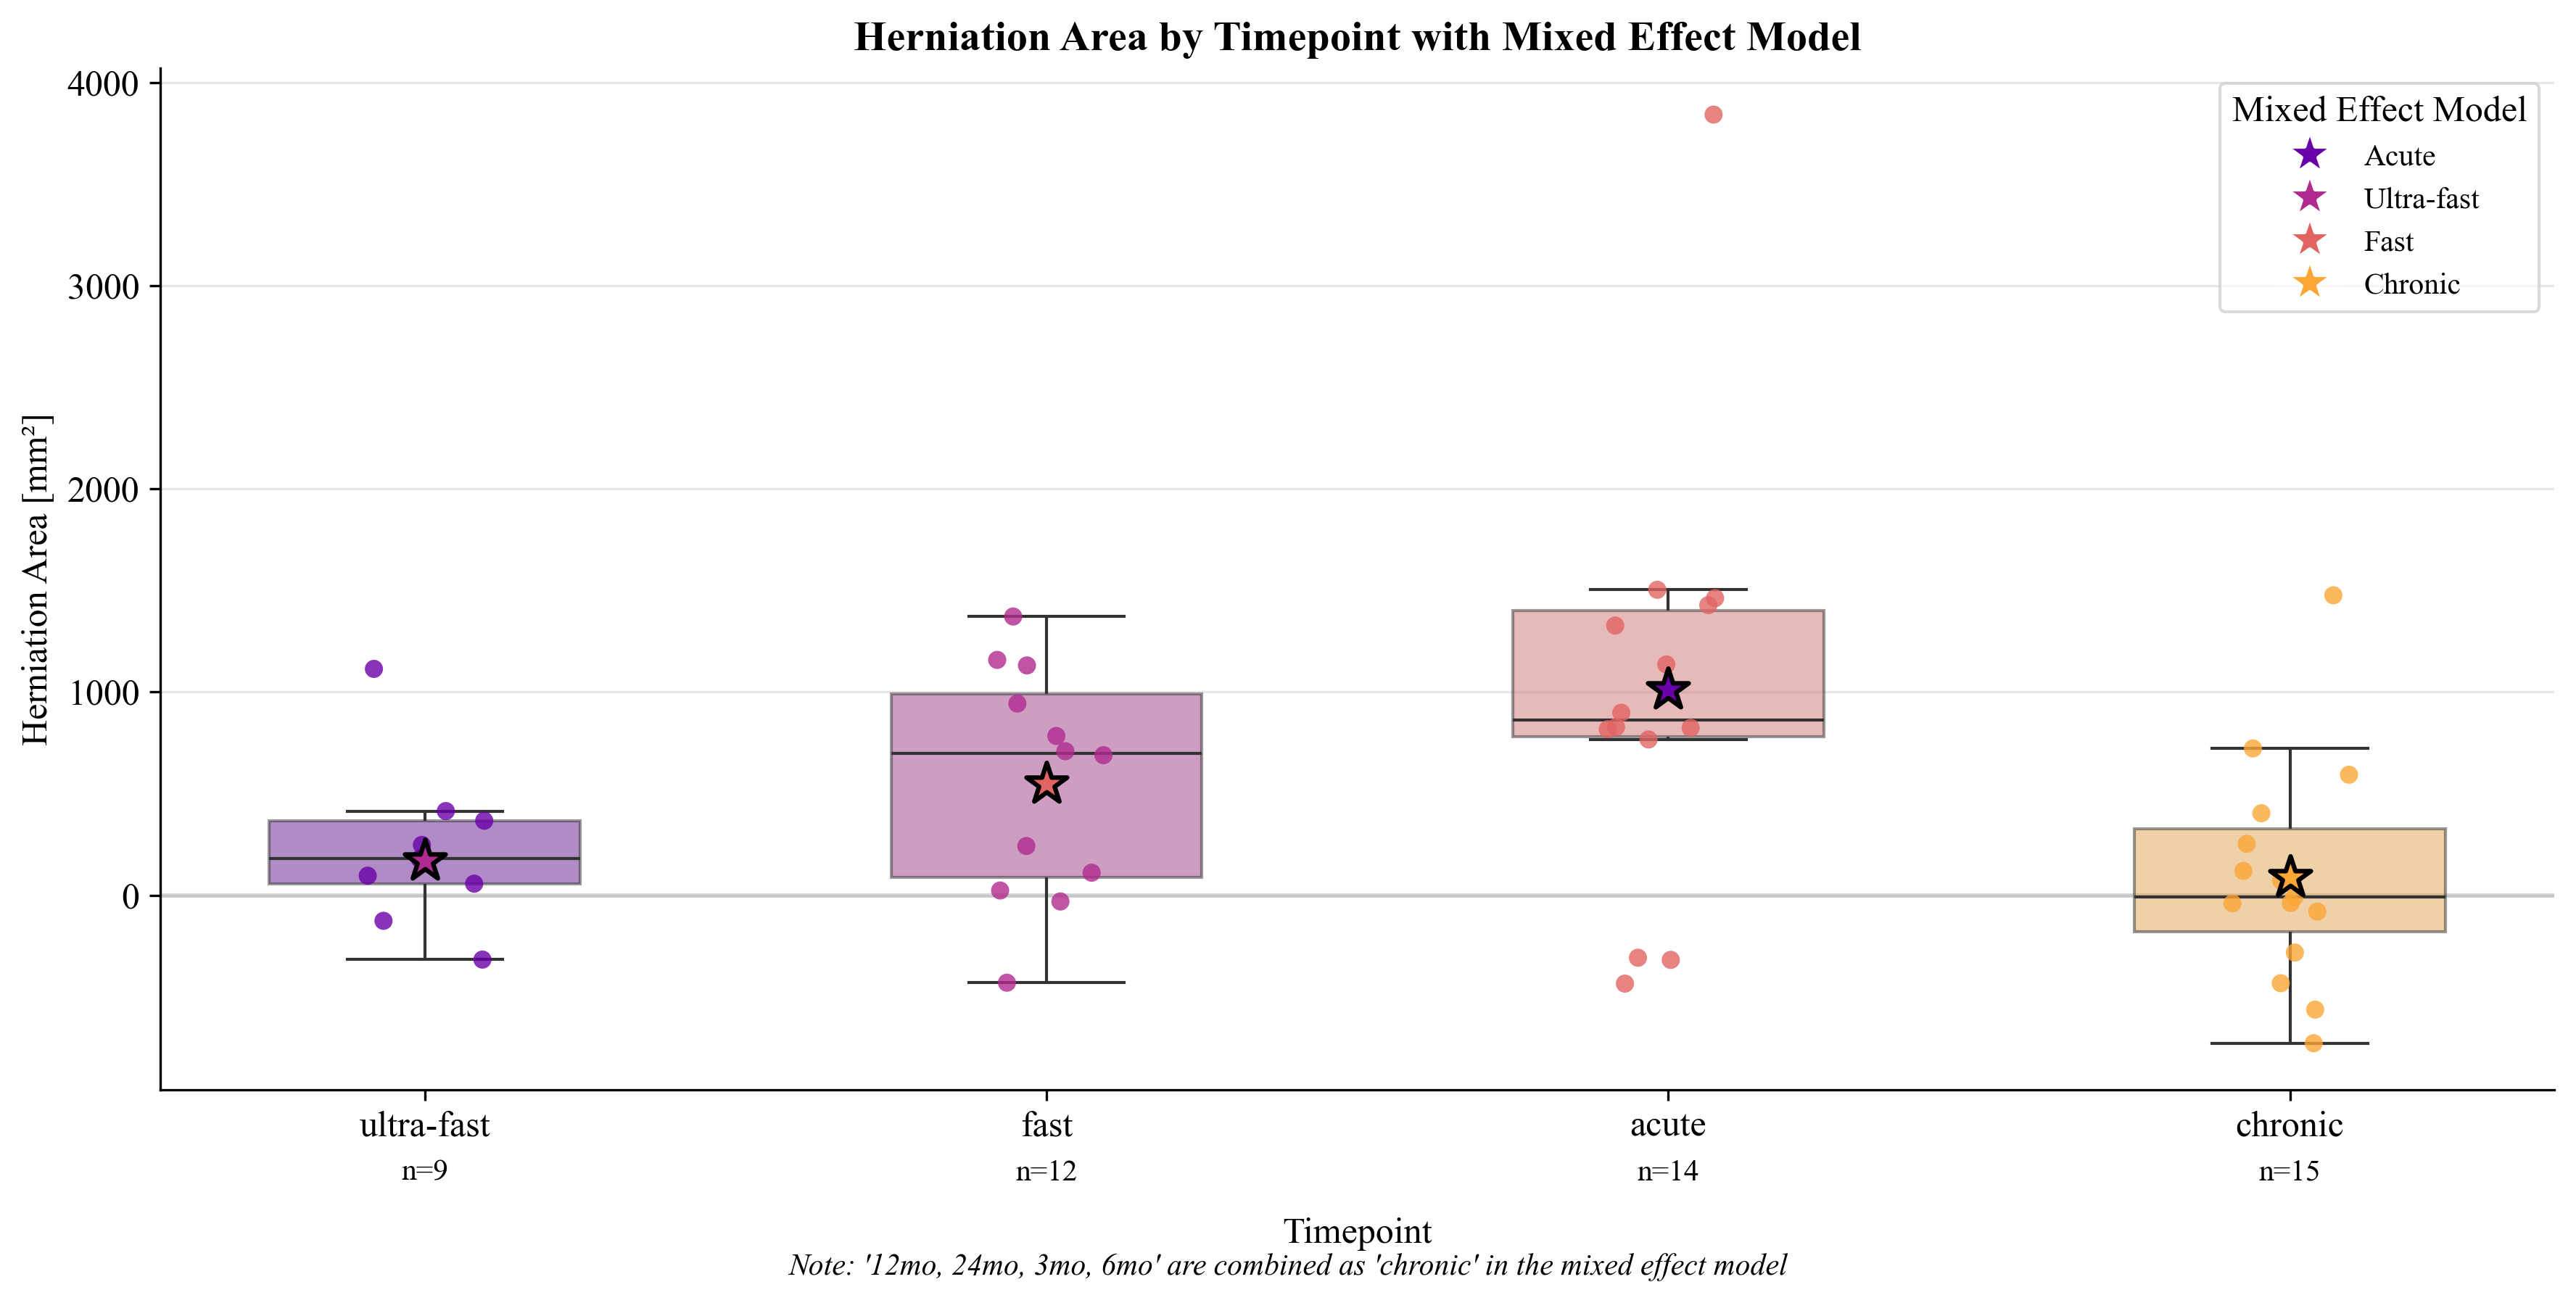 Herniation Area by Timepoint with Mixed Effect Model
4000
3000
2000
1000
0
Herniation Area [mm²]
Mixed Effect Model
Acute
Ultra-fast
Fast
Chronic
ultra-fast
fast
acute
chronic
n=9
n=12
n=14
n=15
Timepoint
Note: '12mo, 24mo, 3mo, 6mo' are combined as 'chronic' in the mixed effect model